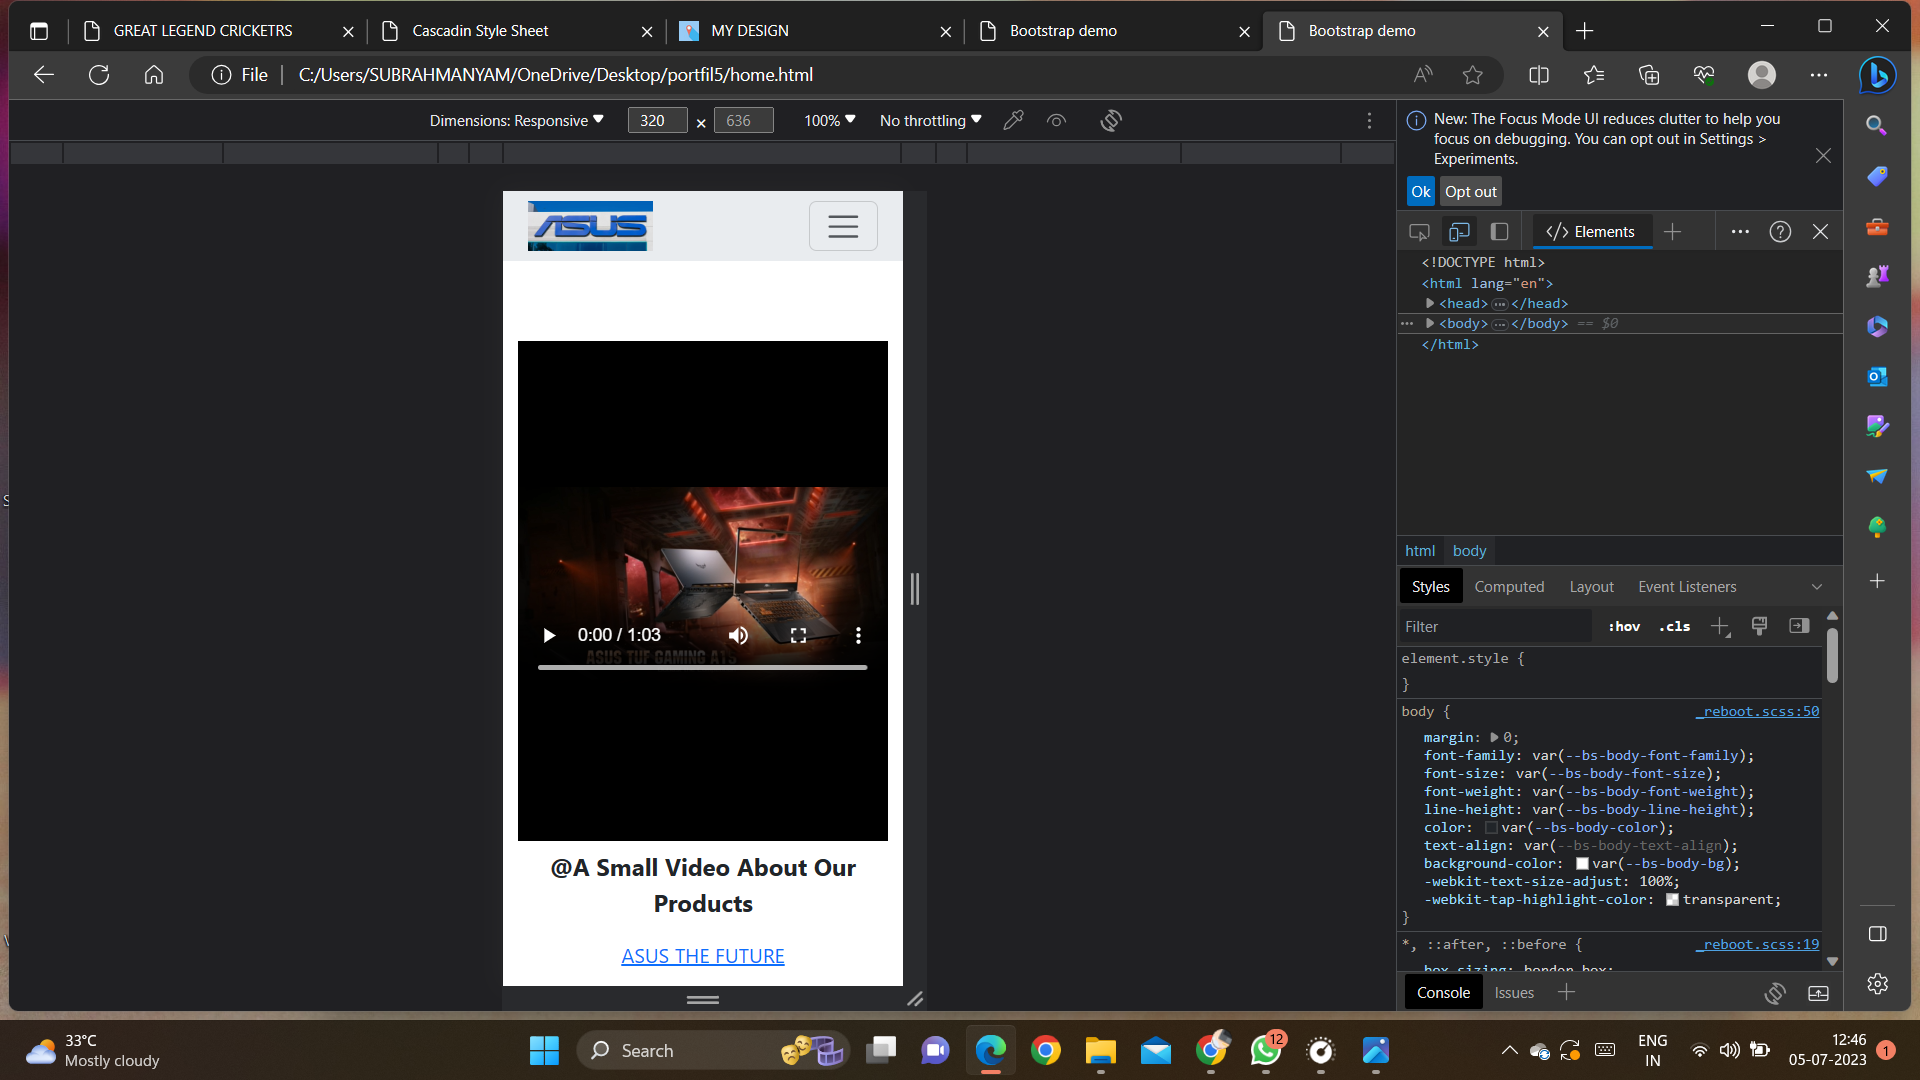 GREAT LEGEND CRICKETRS
Cascadin Style Sheet
MY DESIGN
Bootstrap demo
Bootstrap demo
File
C:/Users/SUBRAHMANYAM/OneDrive/Desktop/portfil5/home.html
Dimensions: Responsive
320
×
636
100%
No throttling
New: The Focus Mode UI reduces clutter to help you
focus on debugging. You can opt out in Settings >
Experiments.
Ok
Opt out
Elements
<!DOCTYPE html>
<html lang="en">
<head> … </head>
… <body> … </body> == $0
</html>
html
body
Styles
Computed
Layout
Event Listeners
Filter
:hov
.cls
element.style {
}
body {
_reboot.scss:50
margin: 0;
font-family: var(--bs-body-font-family);
font-size: var(--bs-body-font-size);
font-weight: var(--bs-body-font-weight);
line-height: var(--bs-body-line-height);
color: var(--bs-body-color);
text-align: var(--bs-body-text-align);
background-color: var(--bs-body-bg);
-webkit-text-size-adjust: 100%;
-webkit-tap-highlight-color: transparent;
}
*, ::after, ::before {
_reboot.scss:19
box-sizing: border-box;
Console
Issues
ASUS
0:00 / 1:03
ASUS TUF GAMING A15
@A Small Video About Our
Products
ASUS THE FUTURE
33°C
Mostly cloudy
Search
12
ENG
IN
12:46
05-07-2023
1